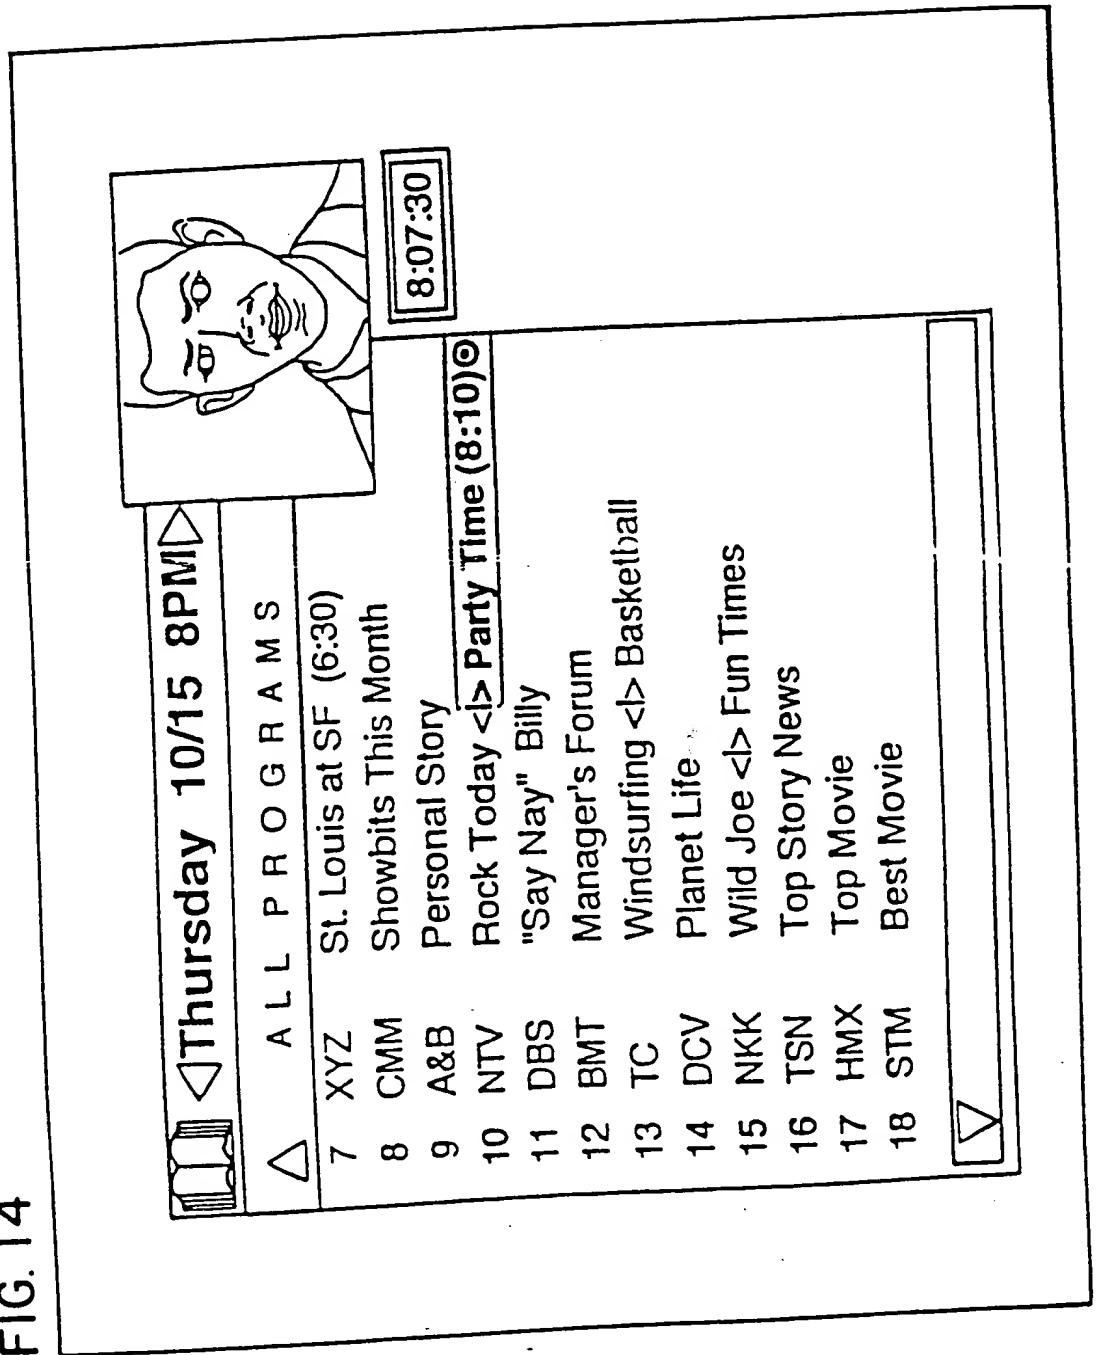 FIG. 14
Thursday 10/15 8PM
ALL PROGRAMS
8:07:30
7 XYZ St. Louis at SF (6:30)
8 CMM Showbits This Month
9 A&B Personal Story
10 NTV Rock Today <I> Party Time (8:10)
11 DBS "Say Nay" Billy
12 BMT Manager's Forum
13 TC Windsurfing <I> Basketball
14 DCV Planet Life
15 NKK Wild Joe <I> Fun Times
16 TSN Top Story News
17 HMX Top Movie
18 STM Best Movie